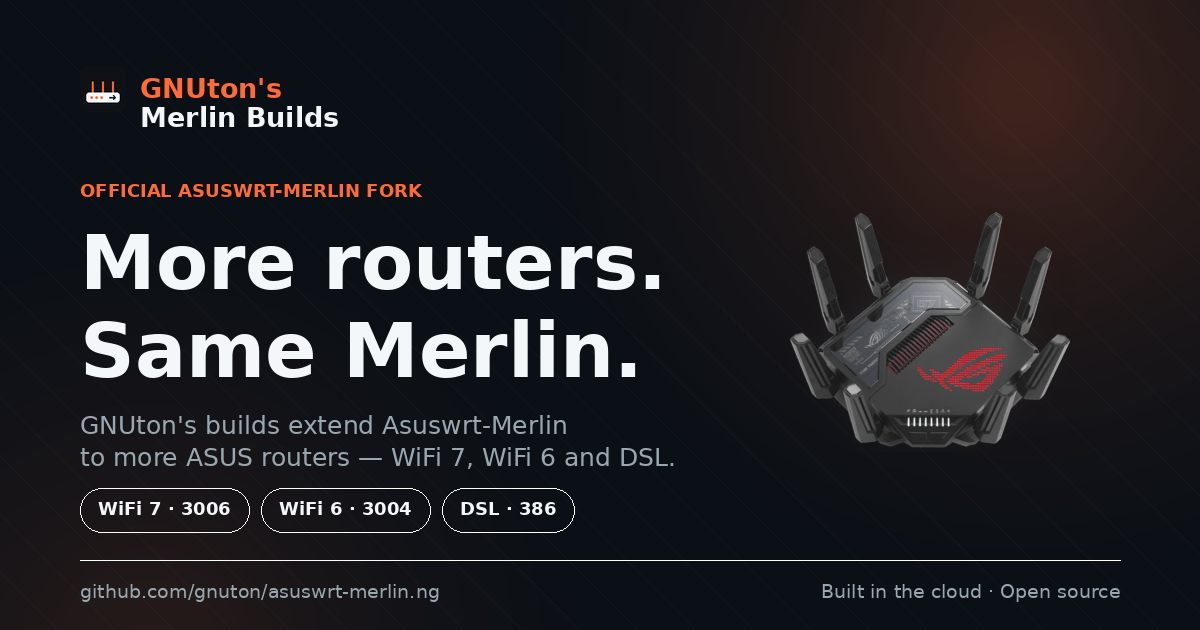 GNUton's
Merlin Builds
OFFICIAL ASUSWRT-MERLIN FORK
More routers.
Same Merlin.
GNUton's builds extend Asuswrt-Merlin
to more ASUS routers — WiFi 7, WiFi 6 and DSL.
WiFi 7 · 3006
WiFi 6 · 3004
DSL · 386
github.com/gnuton/asuswrt-merlin.ng
Built in the cloud · Open source